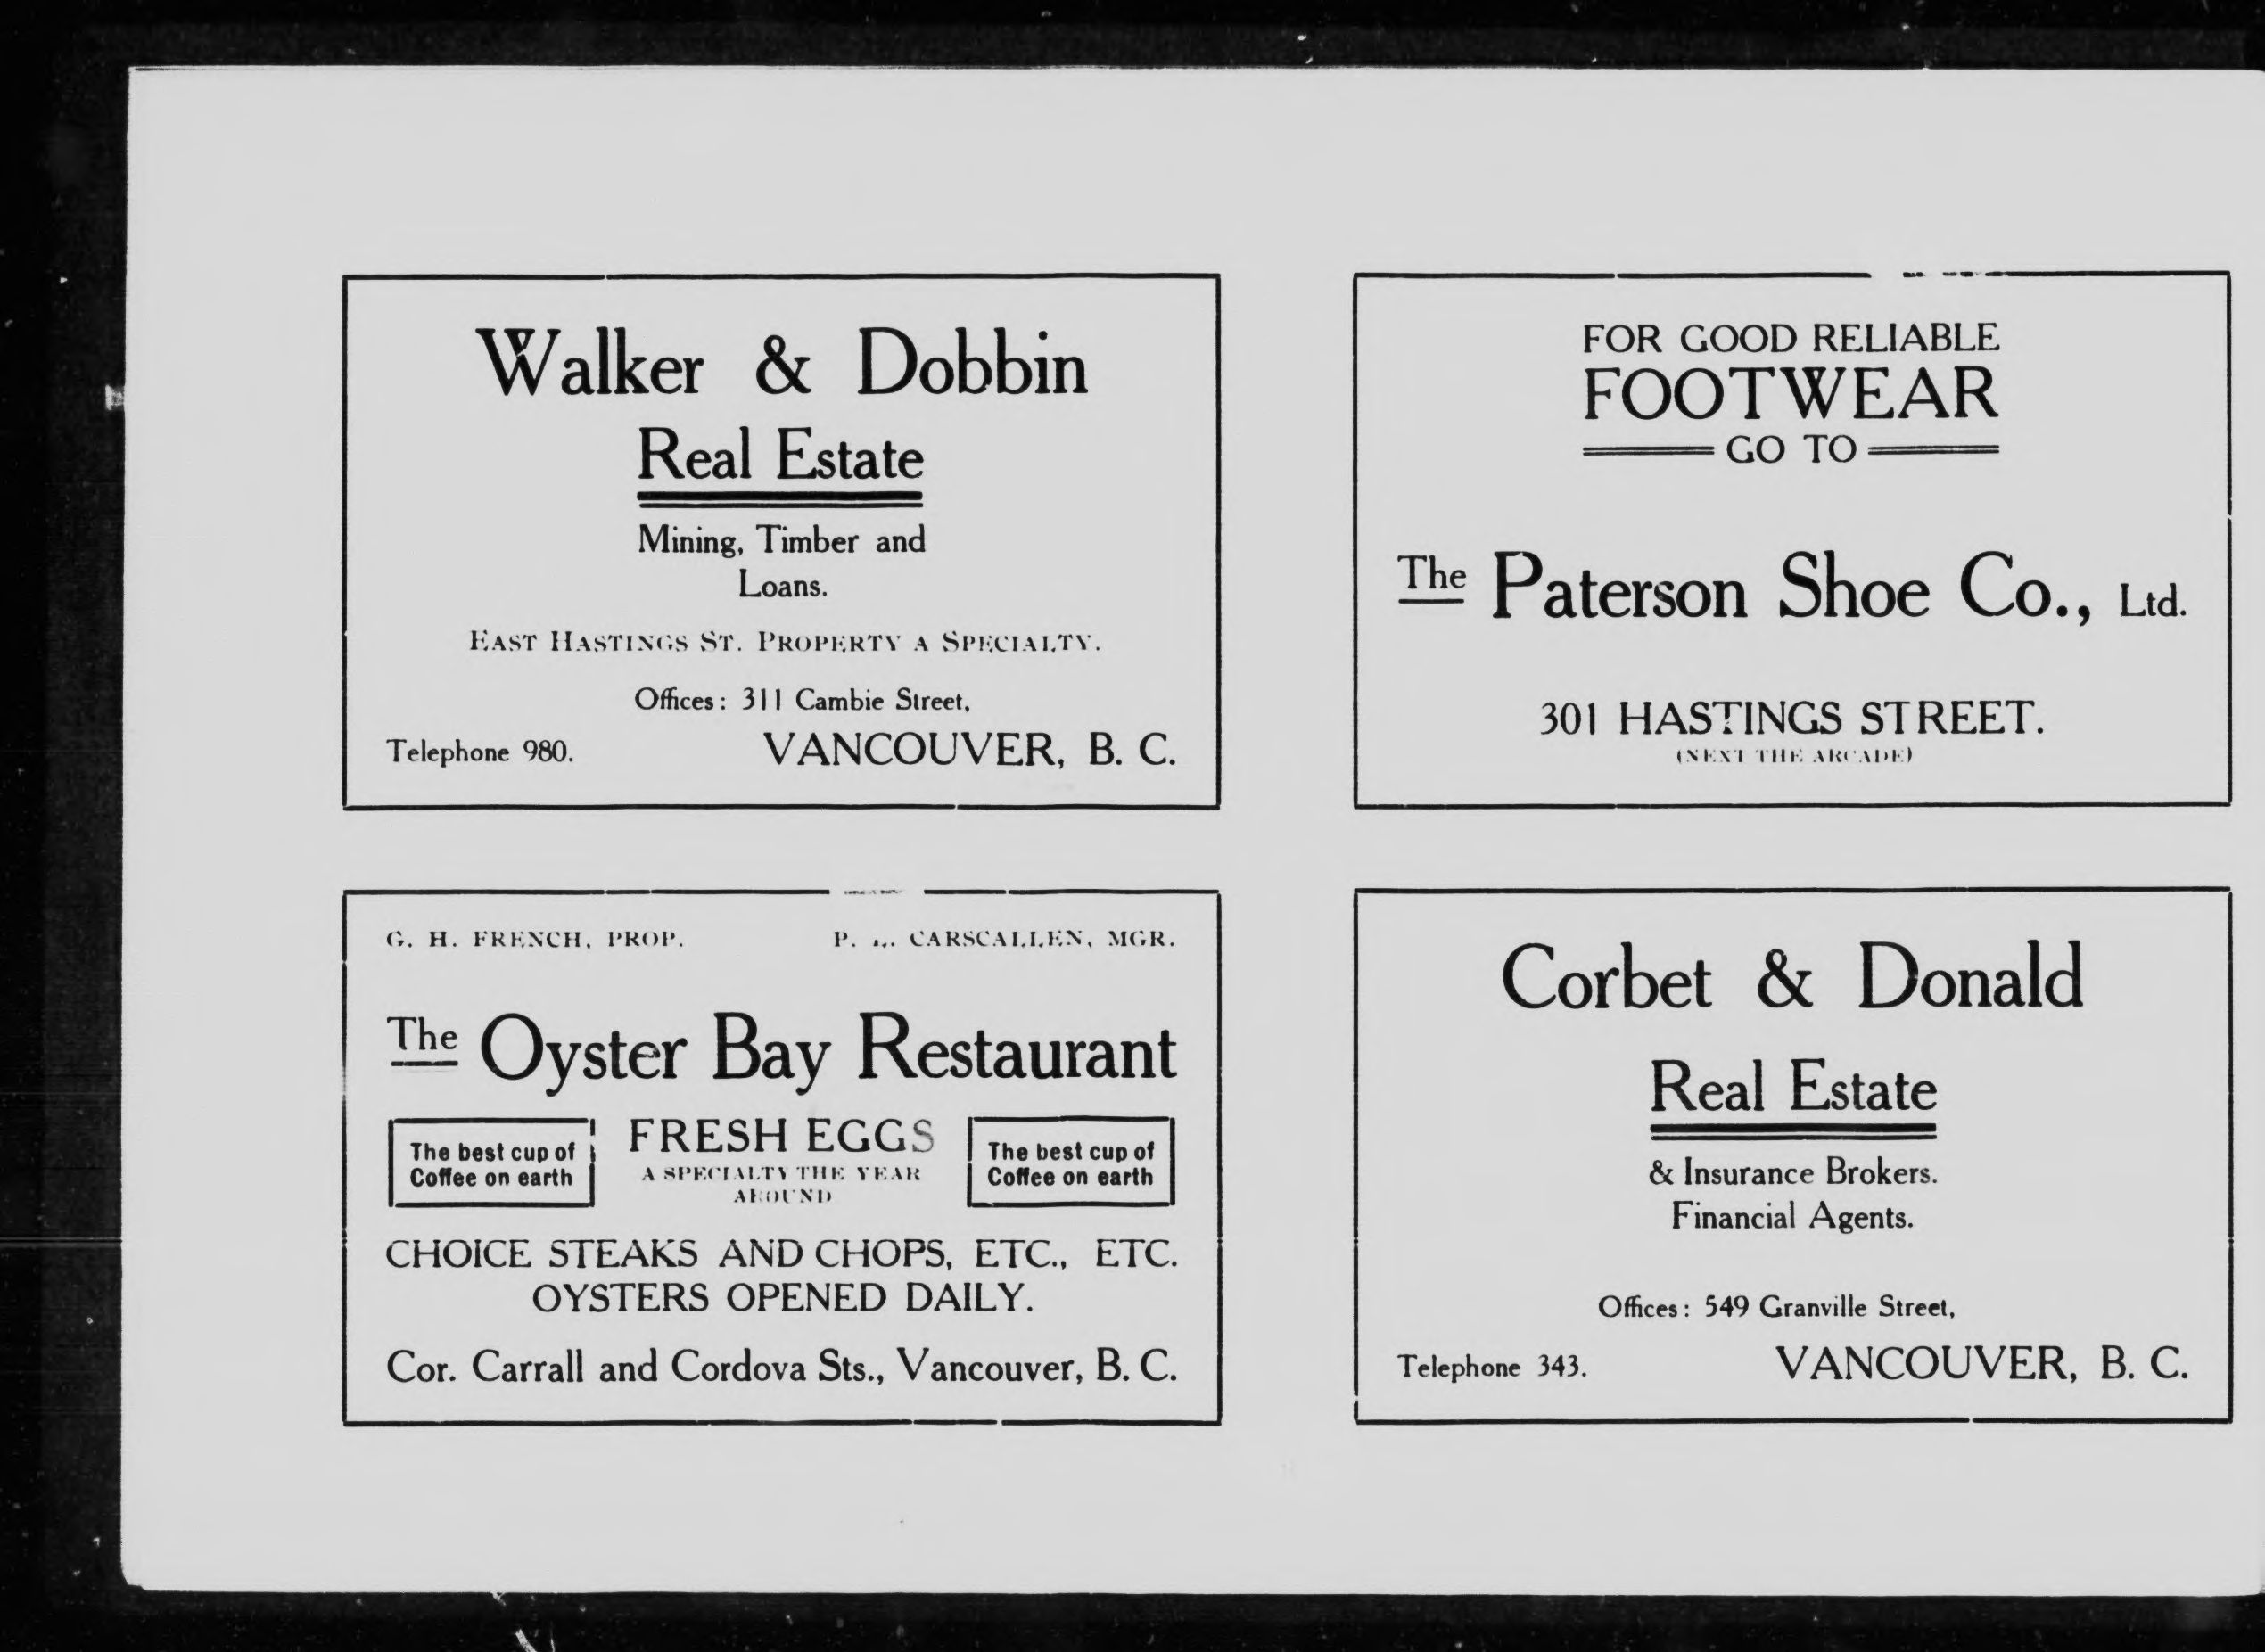 Walker & Dobbin
Real Estate
Mining, Timber and
Loans.
EAST HASTINGS ST. PROPERTY A SPECIALTY.
Offices: 311 Cambie Street,
Telephone 980. VANCOUVER, B. C.
FOR GOOD RELIABLE
FOOTWEAR
GO TO
The Paterson Shoe Co., Ltd.
301 HASTINGS STREET.
(NEXT THE ARCADE)
G. H. FRENCH, PROP. P. CARSCALLEN, MGR.
The Oyster Bay Restaurant
The best cup of
Coffee on earth
FRESH EGGS
A SPECIALTY THE YEAR
AROUND
The best cup of
Coffee on earth
CHOICE STEAKS AND CHOPS, ETC., ETC.
OYSTERS OPENED DAILY.
Cor. Carrall and Cordova Sts., Vancouver, B. C.
Corbet & Donald
Real Estate
& Insurance Brokers.
Financial Agents.
Offices: 549 Granville Street,
Telephone 343. VANCOUVER, B. C.